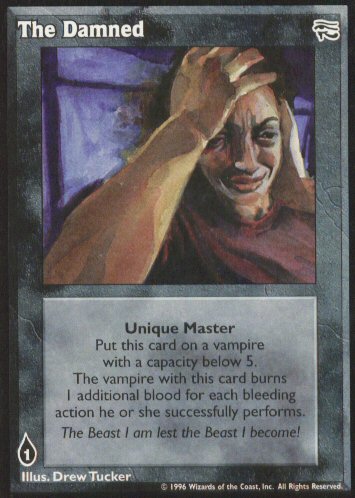 The Damned
Unique Master
Put this card on a vampire
with a capacity below 5.
The vampire with this card burns
1 additional blood for each bleeding
action he or she successfully performs.
The Beast I am lest the Beast I become!
1
Illus. Drew Tucker
© 1996 Wizards of the Coast, Inc. All Rights Reserved.